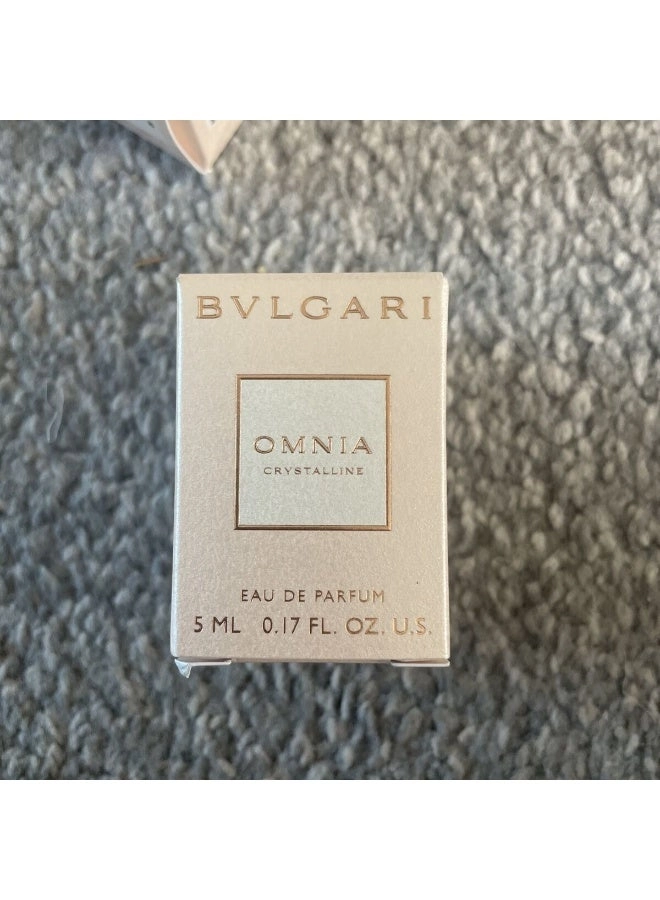 BVLGARI
OMNIA
CRYSTALLINE
EAU DE PARFUM
5 ML 0.17 FL. OZ. U.S.